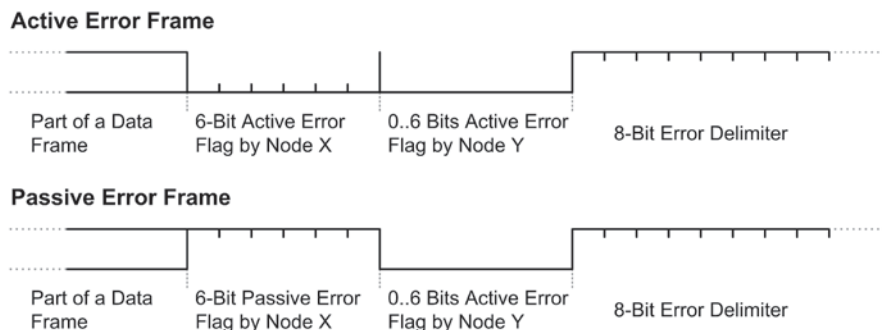 Active Error Frame
Part of a Data Frame
6-Bit Active Error Flag by Node X
0..6 Bits Active Error Flag by Node Y
8-Bit Error Delimiter
Passive Error Frame
Part of a Data Frame
6-Bit Passive Error Flag by Node X
0..6 Bits Active Error Flag by Node Y
8-Bit Error Delimiter